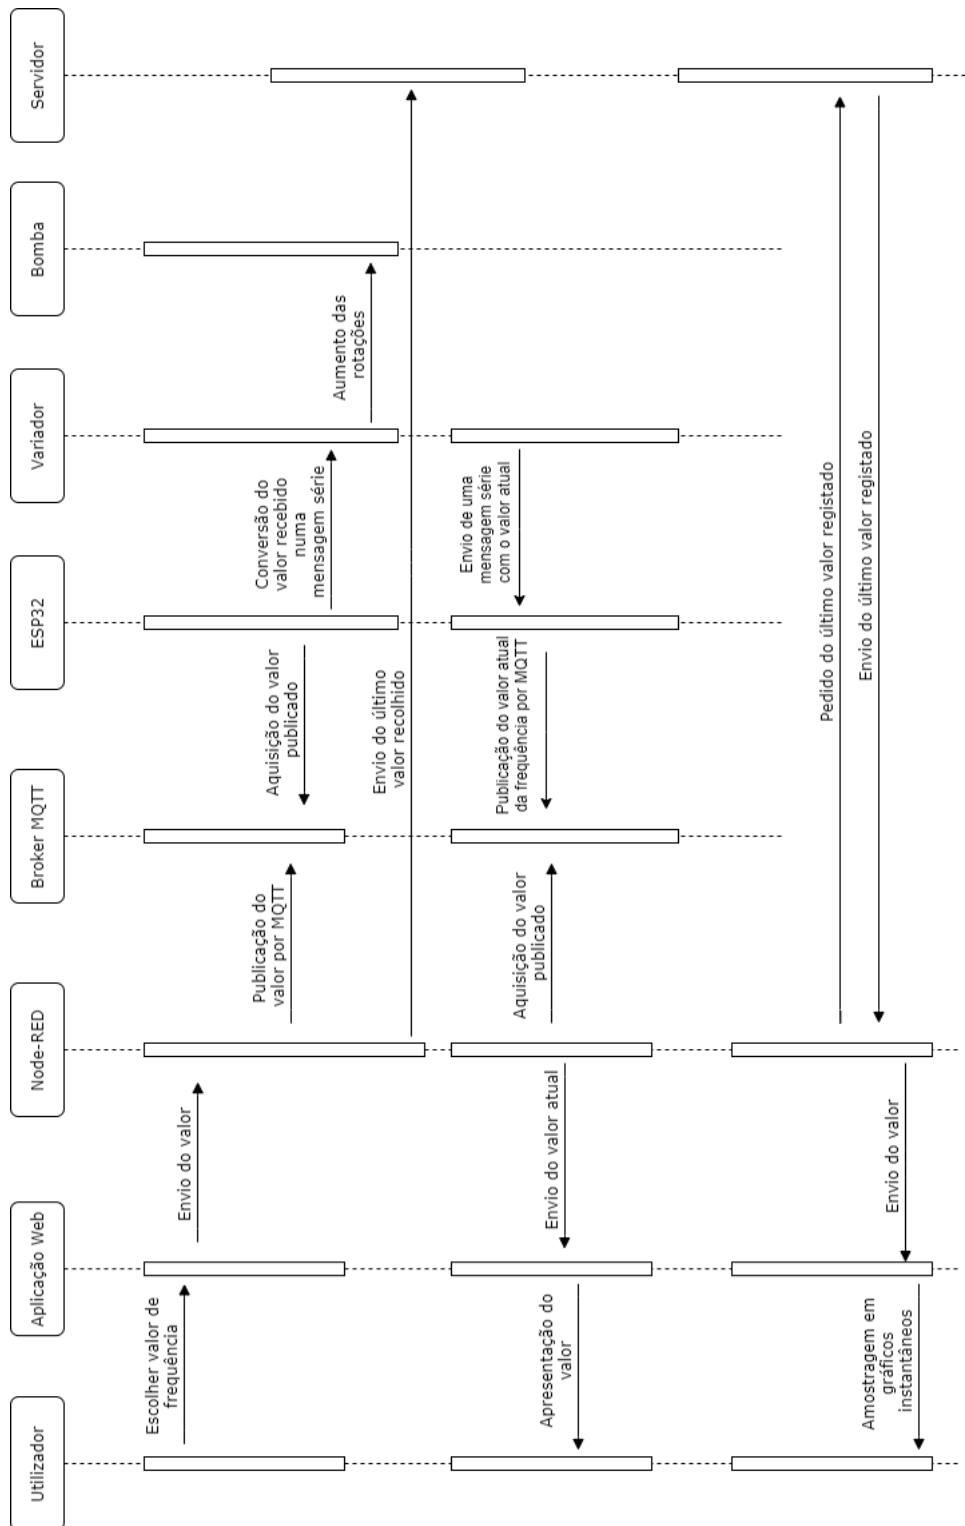 Utilizador
Aplicação Web
Node-RED
Broker MQTT
ESP32
Variador
Bomba
Servidor
Escolher valor de
frequência
Envio do valor
Publicação do
valor por MQTT
Aquisição do valor
publicado
Conversão do
valor recebido
numa
mensagem série
Aumento das
rotações
Envio do último
valor recolhido
Envio de uma
mensagem série
com o valor atual
Publicação do valor atual
da frequência por MQTT
Aquisição do valor
publicado
Envio do valor atual
Apresentação do
valor
Pedido do último valor registado
Envio do último valor registado
Envio do valor
Amostragem em
gráficos
instantâneos